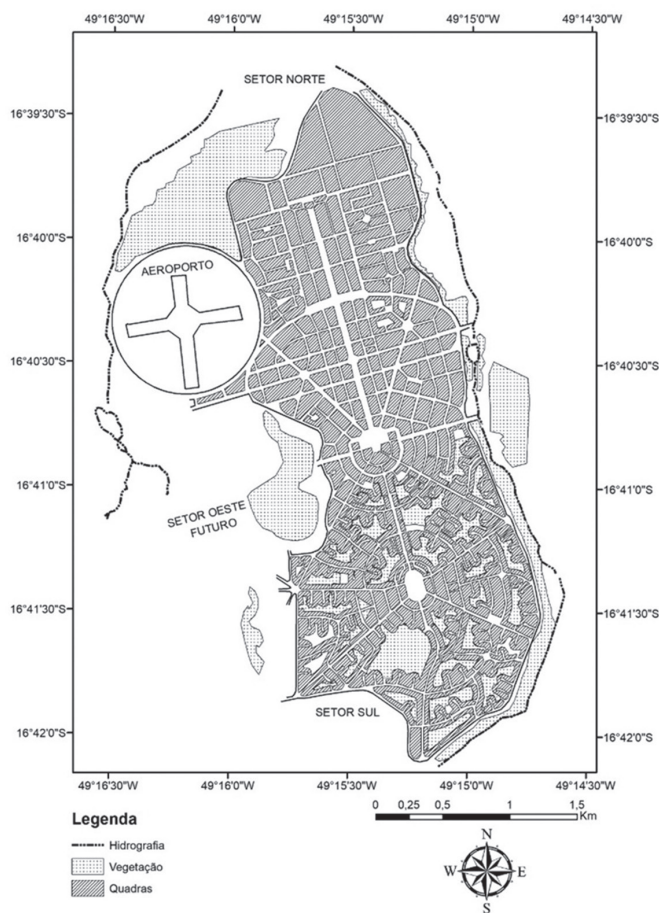 49°16'30"W 49°16'0"W 49°15'30"W 49°15'0"W 49°14'30"W
SETOR NORTE
16°39'30"S 16°39'30"S
16°40'0"S 16°40'0"S
AEROPORTO
16°40'30"S 16°40'30"S
16°41'0"S 16°41'0"S
SETOR OESTE
FUTURO
16°41'30"S 16°41'30"S
SETOR SUL
16°42'0"S 16°42'0"S
49°16'30"W 49°16'0"W 49°15'30"W 49°15'0"W 49°14'30"W
0 0,25 0,5 1 1,5
Km
Legenda
Hidrografia
Vegetação
Quadras
N
W E
S